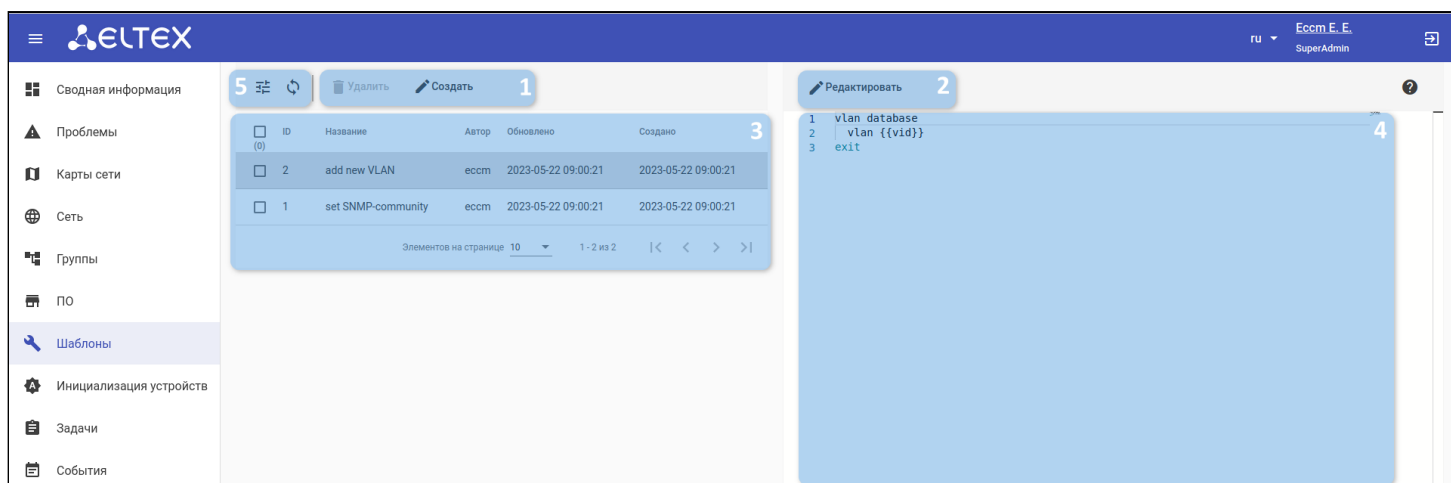 ELTEX
ru
Eccm E. E.
SuperAdmin
Сводная информация
Проблемы
Карты сети
Сеть
Группы
ПО
Шаблоны
Инициализация устройств
Задачи
События
5 Удалить Создать 1
ID Название Автор Обновлено Создано 3
(0)
2 add new VLAN eccm 2023-05-22 09:00:21 2023-05-22 09:00:21
1 set SNMP-community eccm 2023-05-22 09:00:21 2023-05-22 09:00:21
Элементов на странице 10 1 - 2 из 2
Редактировать 2
1 vlan database
2 vlan {{vid}} 4
3 exit